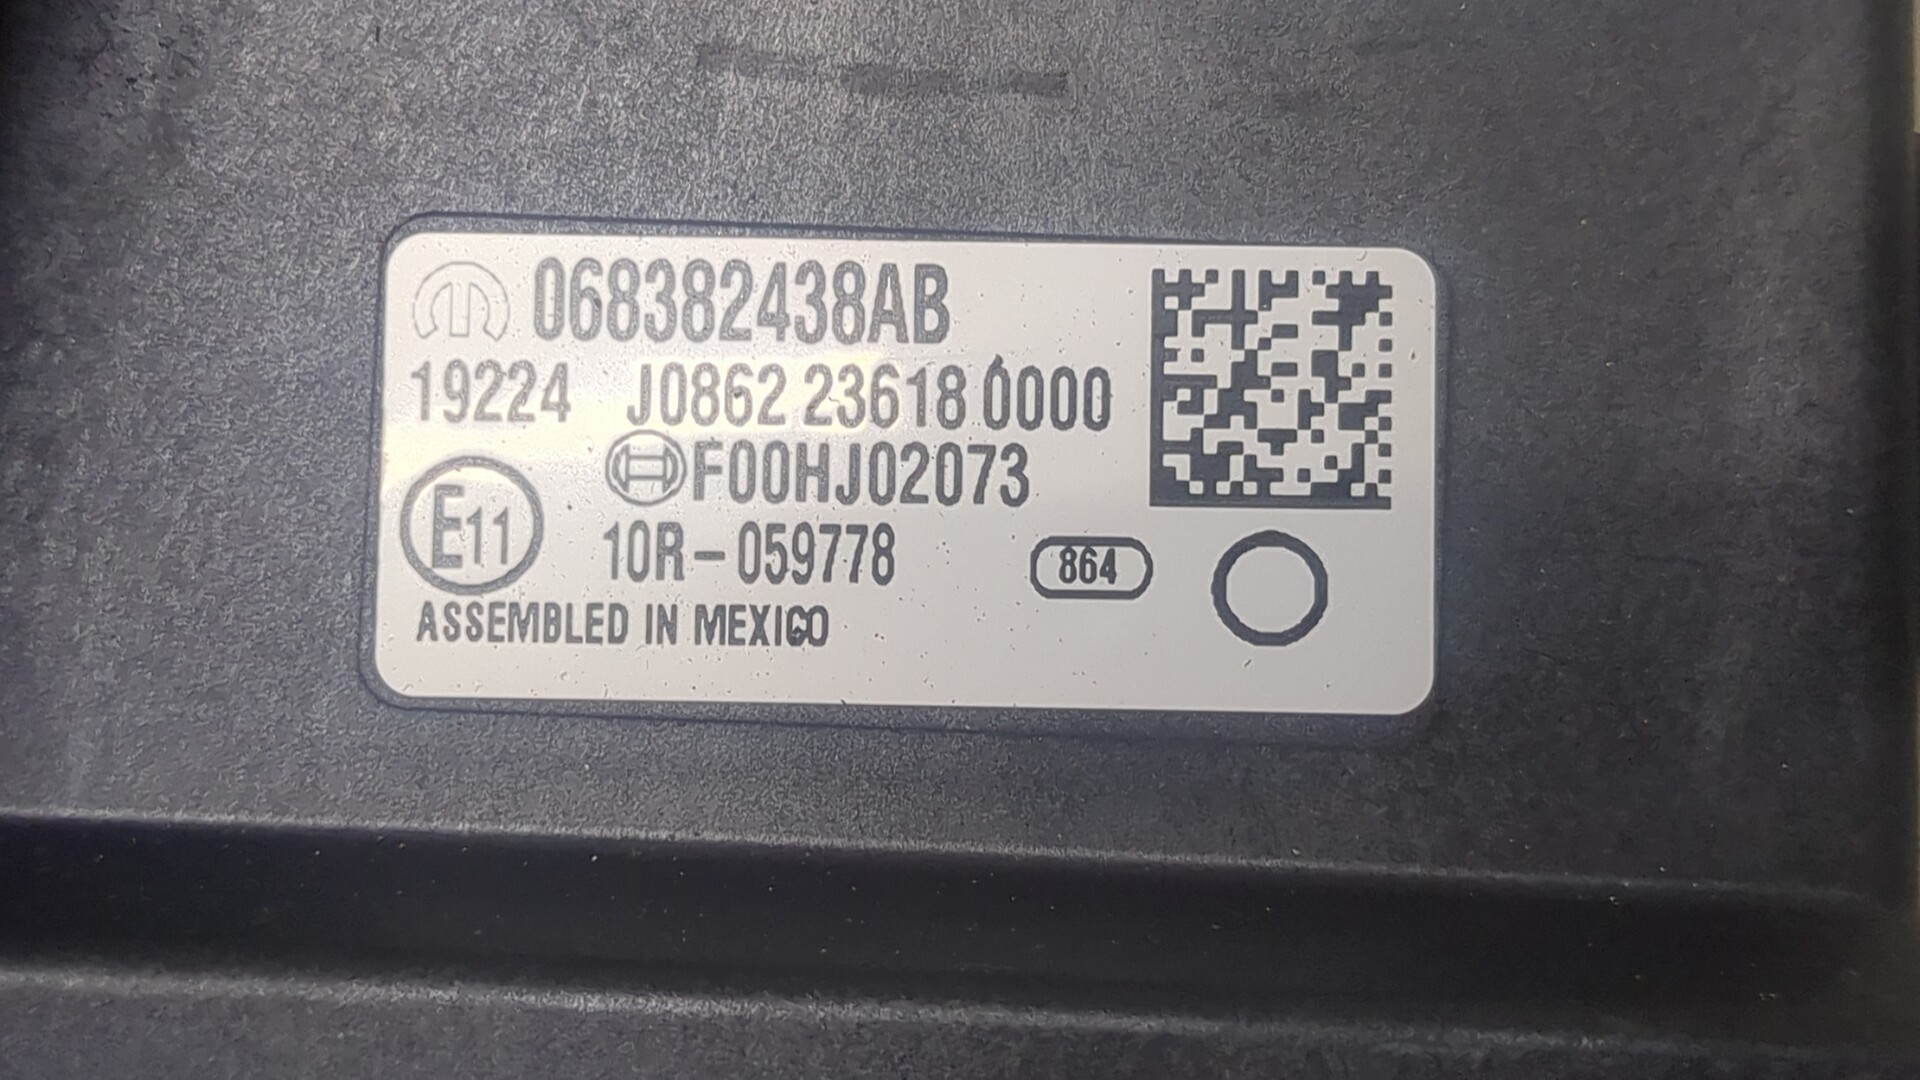 068382438AB
19224 J0862 23618 0000
F00HJ02073
E11 10R-059778 864
ASSEMBLED IN MEXICO